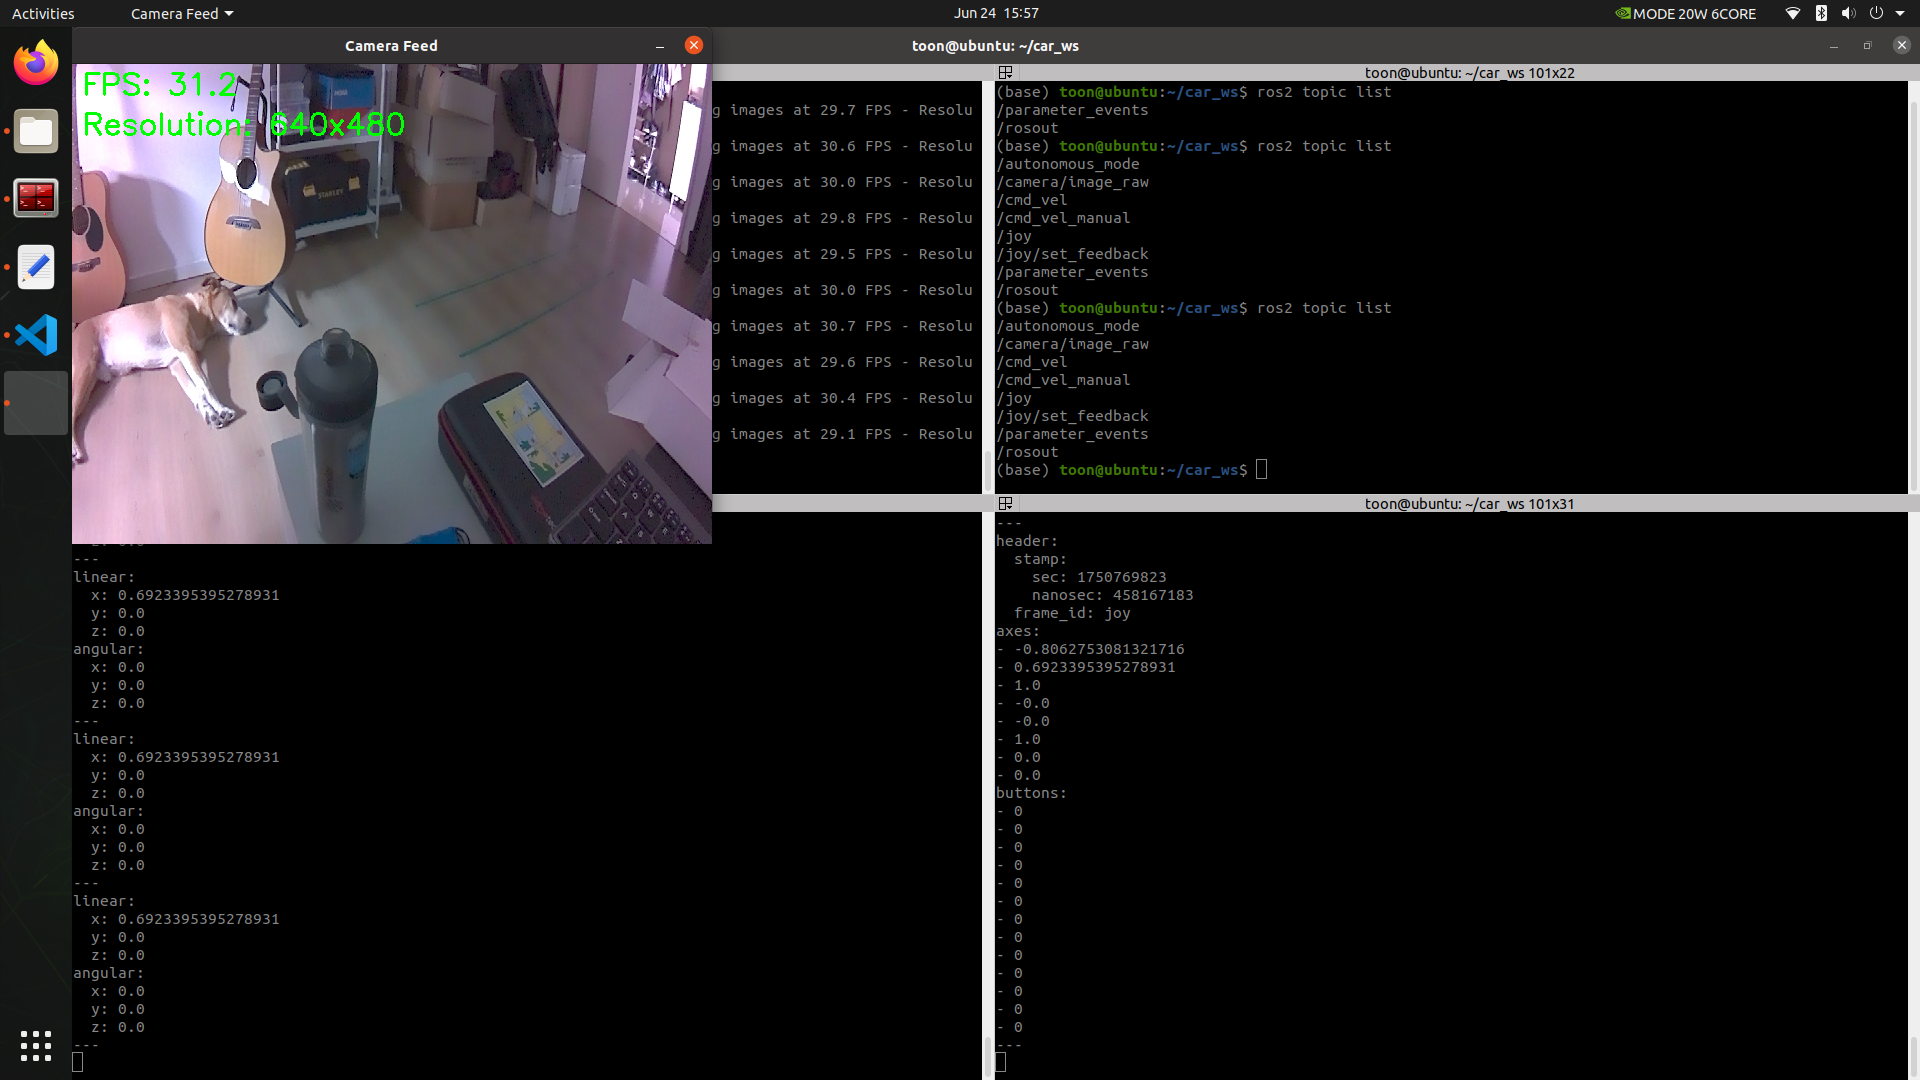 Activities
Camera Feed
Jun 24 15:57
MODE 20W 6CORE
Camera Feed
toon@ubuntu: ~/car_ws
FPS: 31.2
Resolution: 640x480
STANLEY
g images at 29.7 FPS - Resolu
g images at 30.6 FPS - Resolu
g images at 30.0 FPS - Resolu
g images at 29.8 FPS - Resolu
g images at 29.5 FPS - Resolu
g images at 30.0 FPS - Resolu
g images at 30.7 FPS - Resolu
g images at 29.6 FPS - Resolu
g images at 30.4 FPS - Resolu
g images at 29.1 FPS - Resolu
toon@ubuntu: ~/car_ws 101x22
(base) toon@ubuntu:~/car_ws$ ros2 topic list
/parameter_events
/rosout
(base) toon@ubuntu:~/car_ws$ ros2 topic list
/autonomous_mode
/camera/image_raw
/cmd_vel
/cmd_vel_manual
/joy
/joy/set_feedback
/parameter_events
/rosout
(base) toon@ubuntu:~/car_ws$ ros2 topic list
/autonomous_mode
/camera/image_raw
/cmd_vel
/cmd_vel_manual
/joy
/joy/set_feedback
/parameter_events
/rosout
(base) toon@ubuntu:~/car_ws$
---
linear:
  x: 0.6923395395278931
  y: 0.0
  z: 0.0
angular:
  x: 0.0
  y: 0.0
  z: 0.0
---
linear:
  x: 0.6923395395278931
  y: 0.0
  z: 0.0
angular:
  x: 0.0
  y: 0.0
  z: 0.0
---
linear:
  x: 0.6923395395278931
  y: 0.0
  z: 0.0
angular:
  x: 0.0
  y: 0.0
  z: 0.0
---
toon@ubuntu: ~/car_ws 101x31
---
header:
  stamp:
    sec: 1750769823
    nanosec: 458167183
  frame_id: joy
axes:
- -0.8062753081321716
- 0.6923395395278931
- 1.0
- -0.0
- -0.0
- 1.0
- 0.0
- 0.0
buttons:
- 0
- 0
- 0
- 0
- 0
- 0
- 0
- 0
- 0
- 0
- 0
- 0
- 0
---